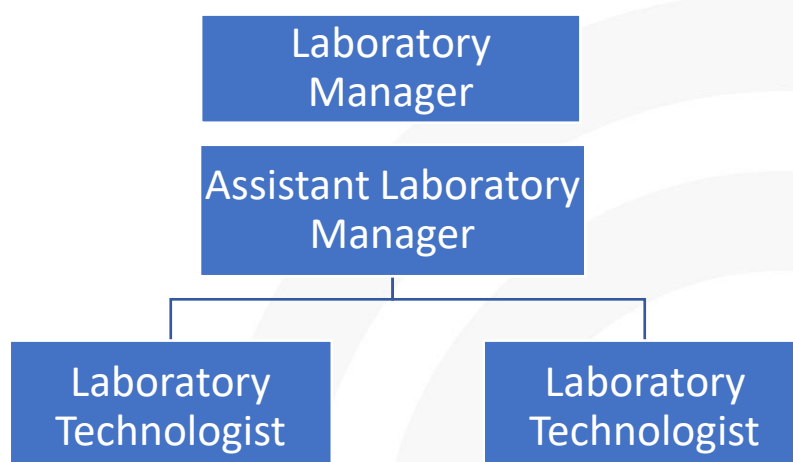 Laboratory
Manager
Assistant Laboratory
Manager
Laboratory
Technologist
Laboratory
Technologist